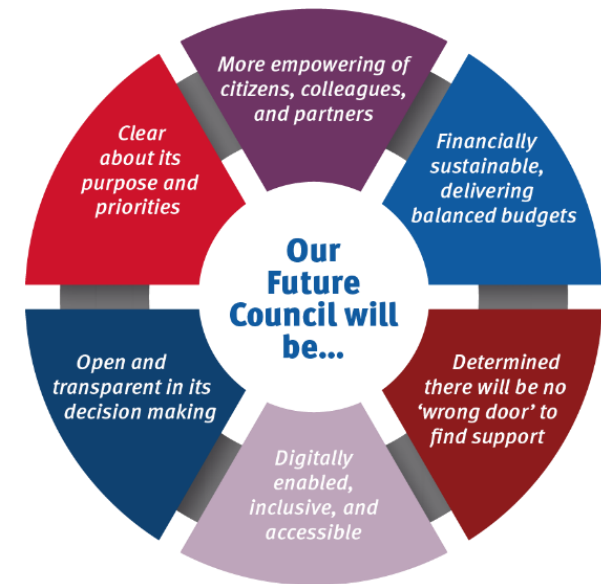 More empowering of
citizens, colleagues,
and partners
Financially
sustainable,
delivering
balanced budgets
Determined
there will be no
‘wrong door’ to
find support
Digitally
enabled,
inclusive, and
accessible
Open and
transparent in its
decision making
Clear
about its
purpose and
priorities
Our
Future
Council will
be...